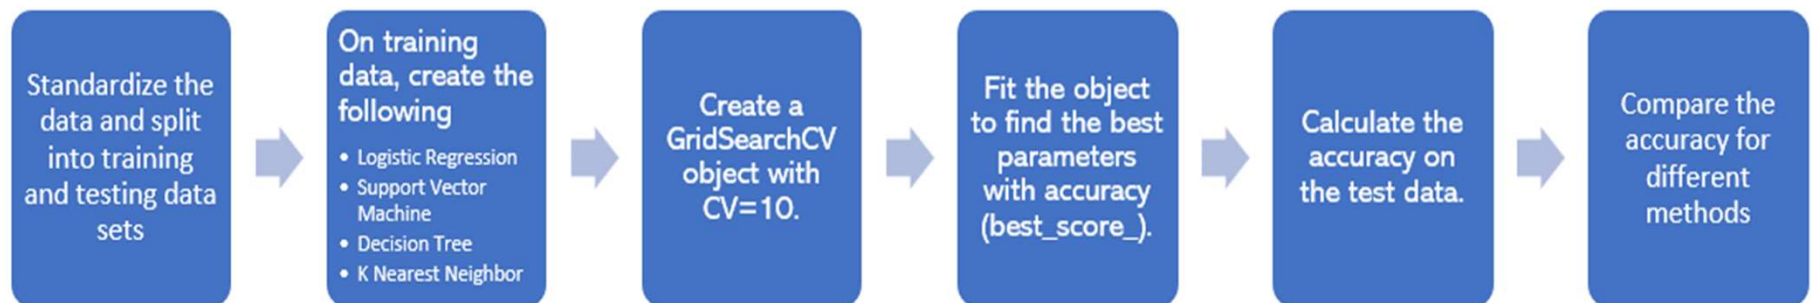 Standardize the
data and split
into training
and testing data
sets
On training
data, create the
following
• Logistic Regression
• Support Vector
Machine
• Decision Tree
• K Nearest Neighbor
Create a
GridSearchCV
object with
CV=10.
Fit the object
to find the best
parameters
with accuracy
(best_score_).
Calculate the
accuracy on
the test data.
Compare the
accuracy for
different
methods